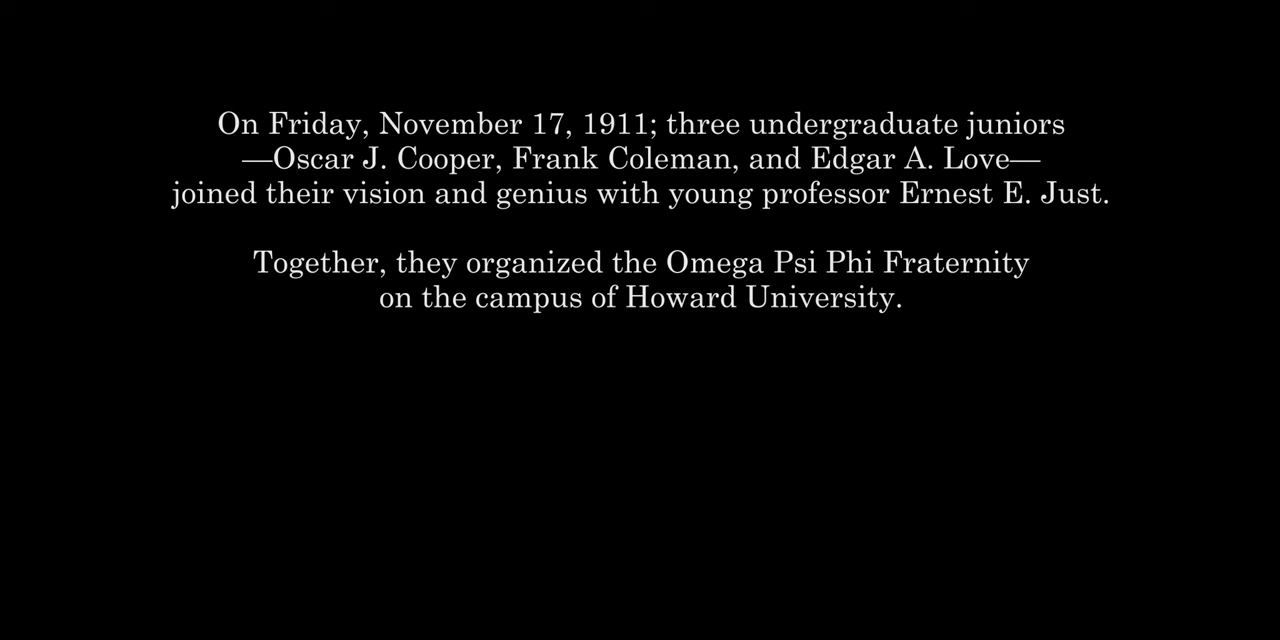 On Friday, November 17, 1911; three undergraduate juniors
—Oscar J. Cooper, Frank Coleman, and Edgar A. Love—
joined their vision and genius with young professor Ernest E. Just.
Together, they organized the Omega Psi Phi Fraternity
on the campus of Howard University.